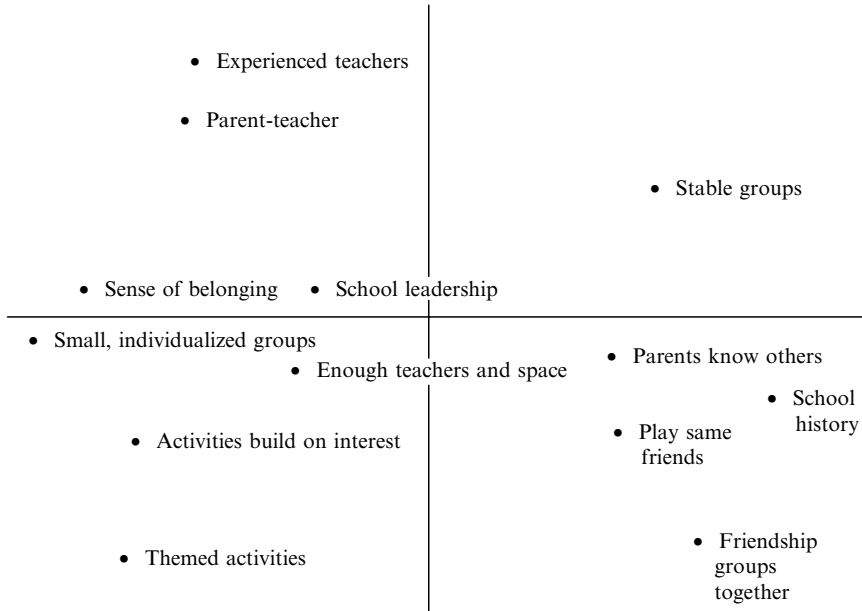 Experienced teachers
Parent-teacher
Stable groups
Sense of belonging
School leadership
Small, individualized groups
Enough teachers and space
Parents know others
School
history
Activities build on interest
Play same
friends
Themed activities
Friendship
groups
together